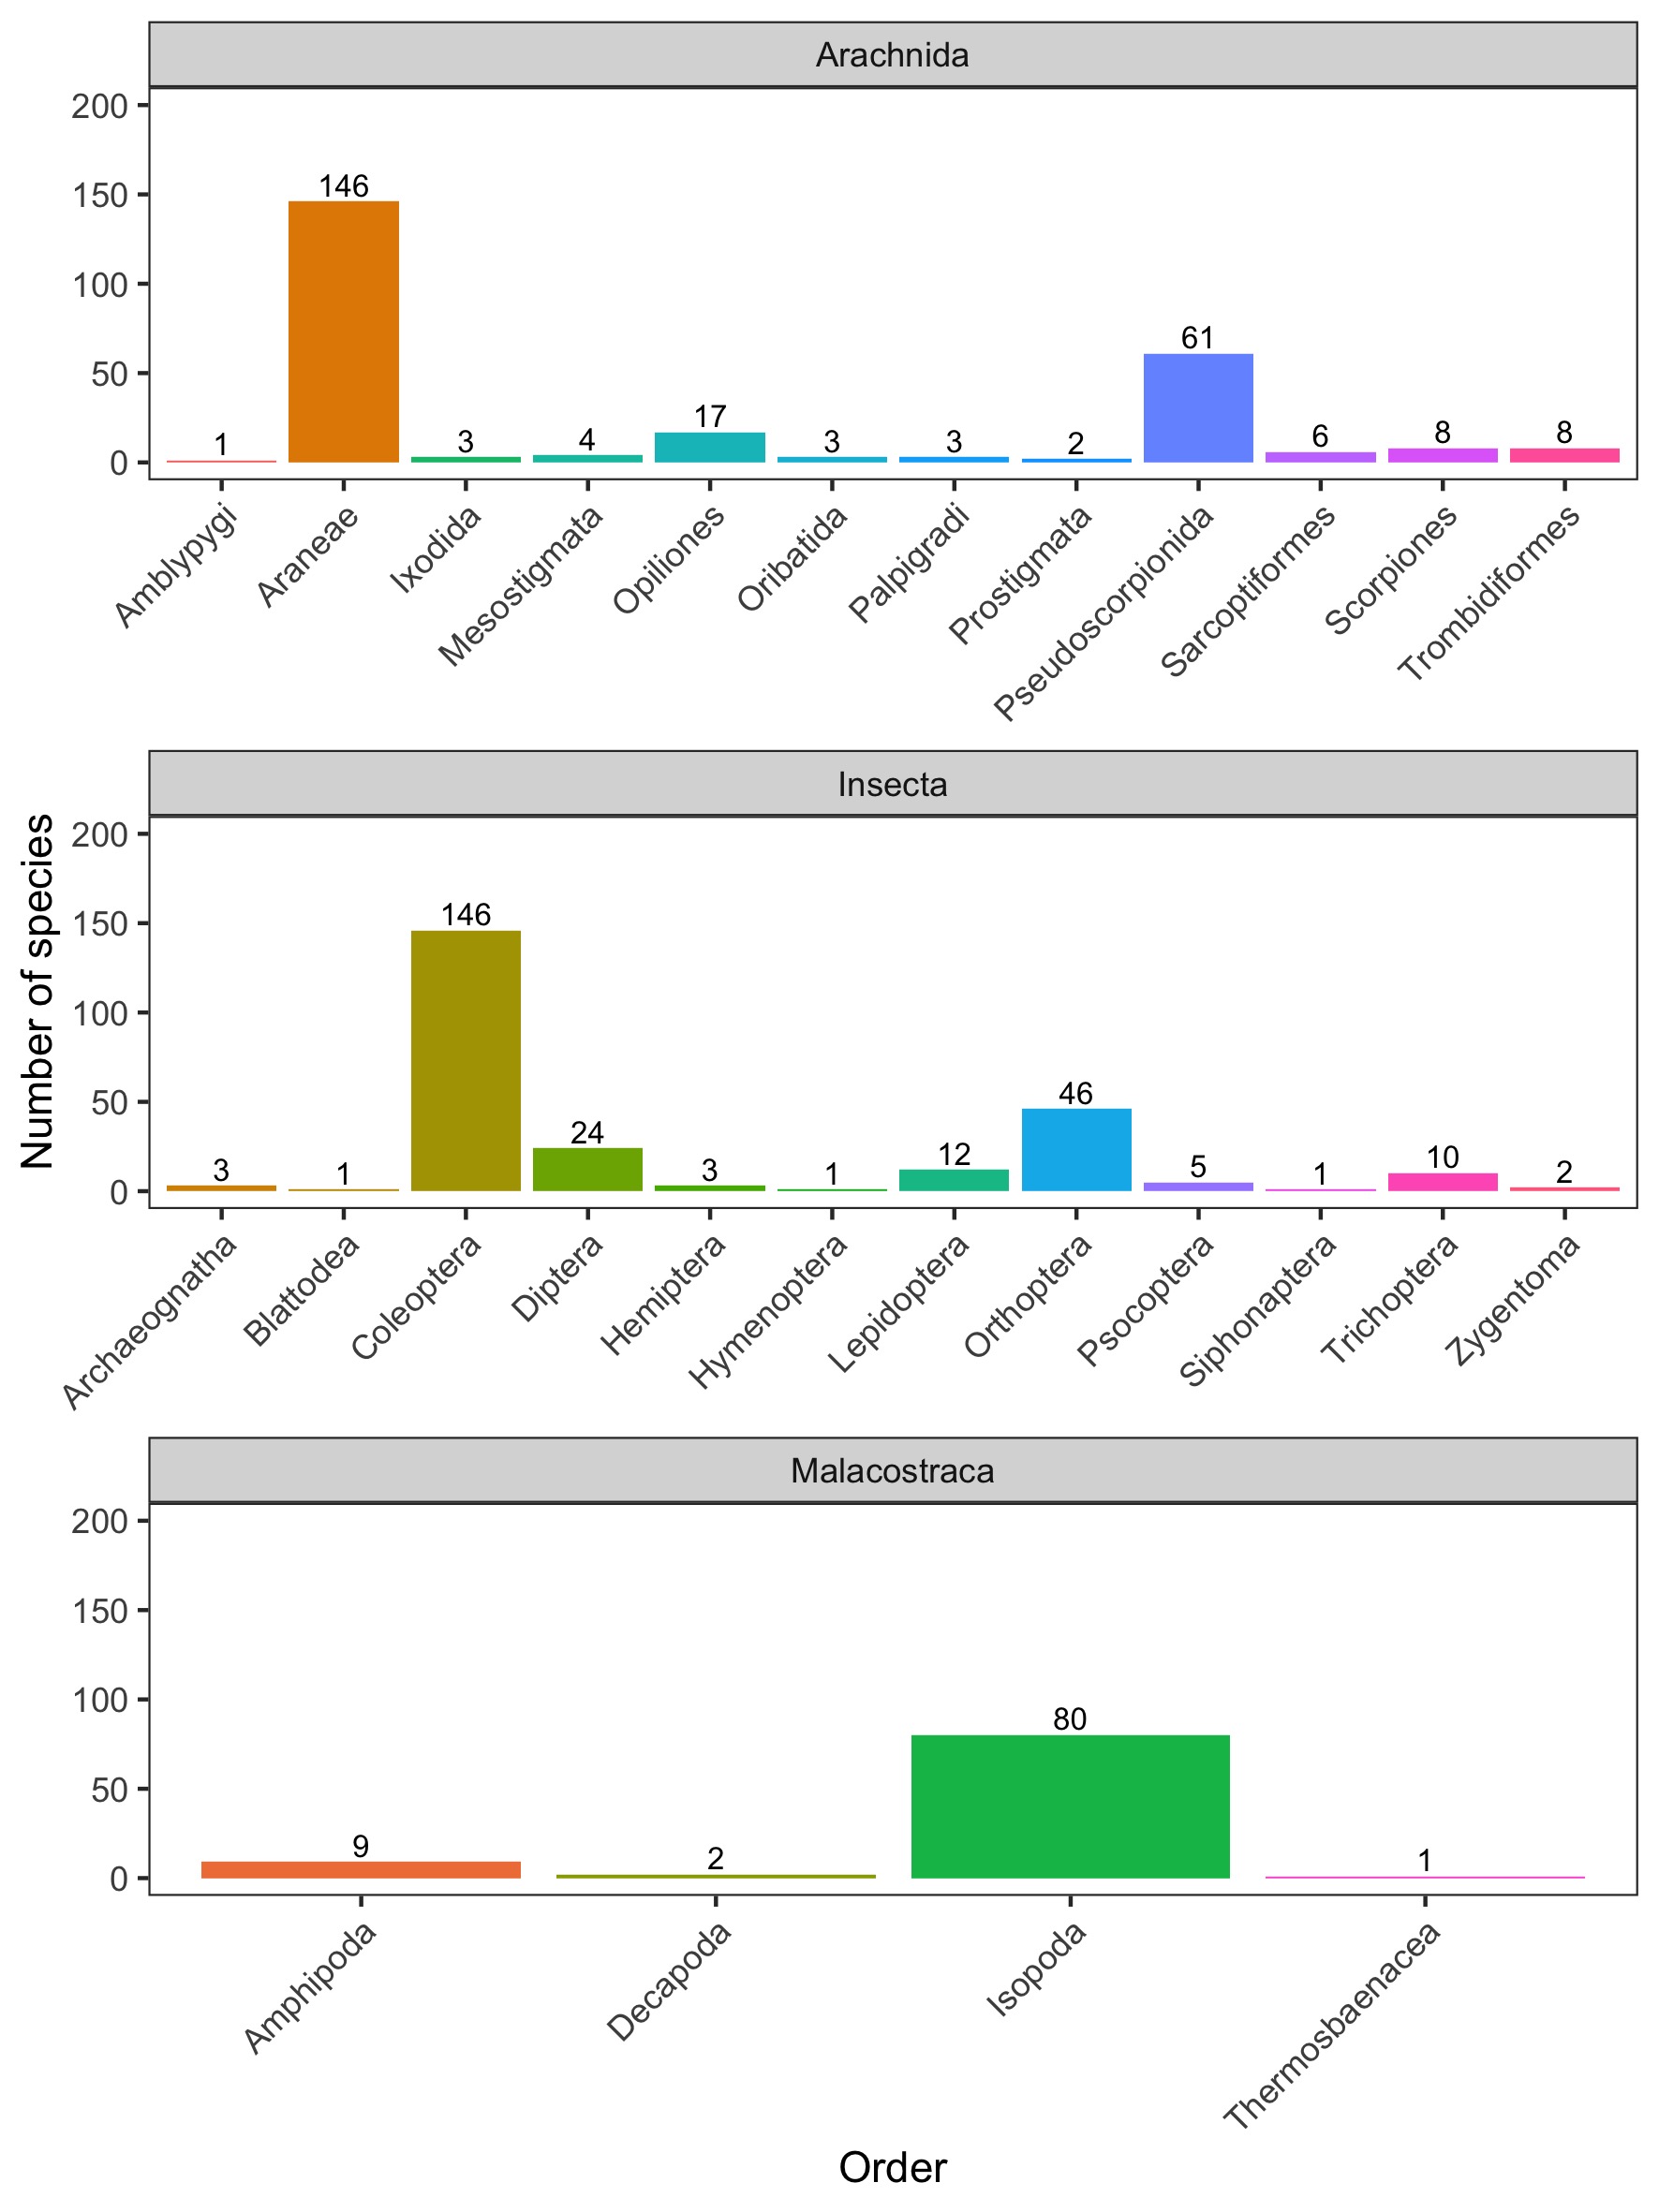 Arachnida
200
150
100
50
0
1
146
3
4
17
3
3
2
61
6
8
8
Amblypygi
Araneae
Ixodida
Mesostigmata
Opiliones
Oribatida
Palpigradi
Prostigmata
Pseudoscorpionida
Sarcoptiformes
Scorpiones
Trombidiformes
Number of species
Insecta
200
150
100
50
0
3
1
146
24
3
1
12
46
5
1
10
2
Archaeognatha
Blattodea
Coleoptera
Diptera
Hemiptera
Hymenoptera
Lepidoptera
Orthoptera
Psocoptera
Siphonaptera
Trichoptera
Zygentoma
Malacostraca
200
150
100
50
0
9
2
80
1
Amphipoda
Decapoda
Isopoda
Thermosbaenacea
Order